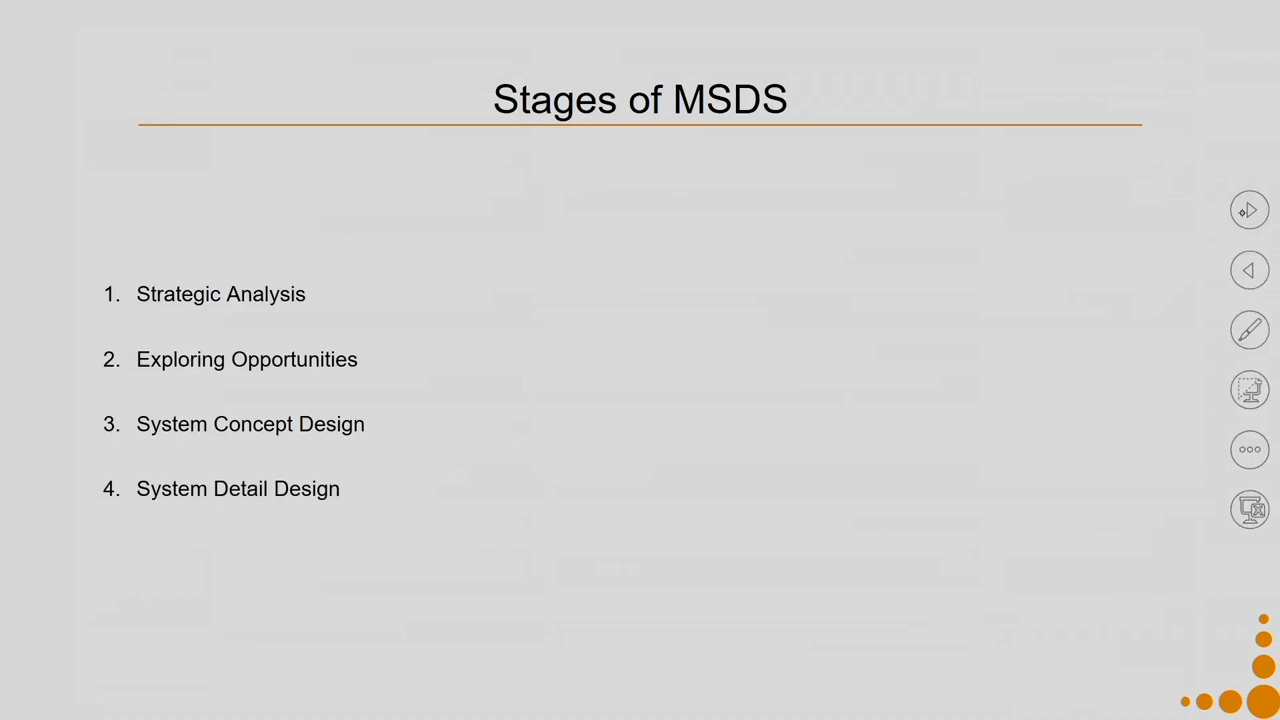 Stages of MSDS
1. Strategic Analysis
2. Exploring Opportunities
3. System Concept Design
4. System Detail Design